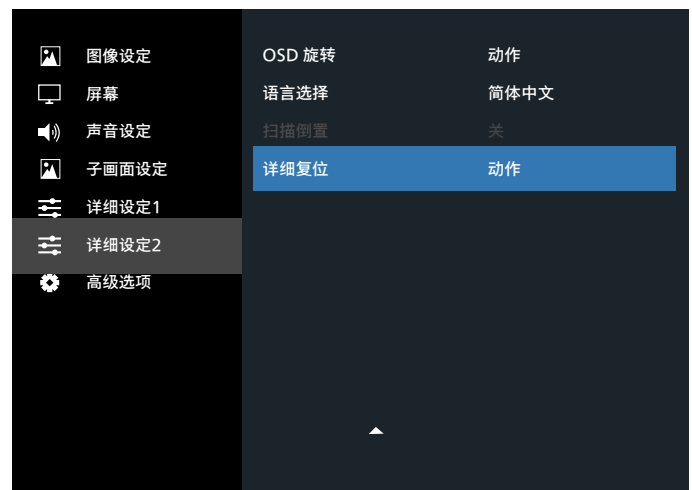 图像设定
屏幕
声音设定
子画面设定
详细设定1
详细设定2
高级选项
OSD 旋转 动作
语言选择 简体中文
扫描倒置 关
详细复位 动作